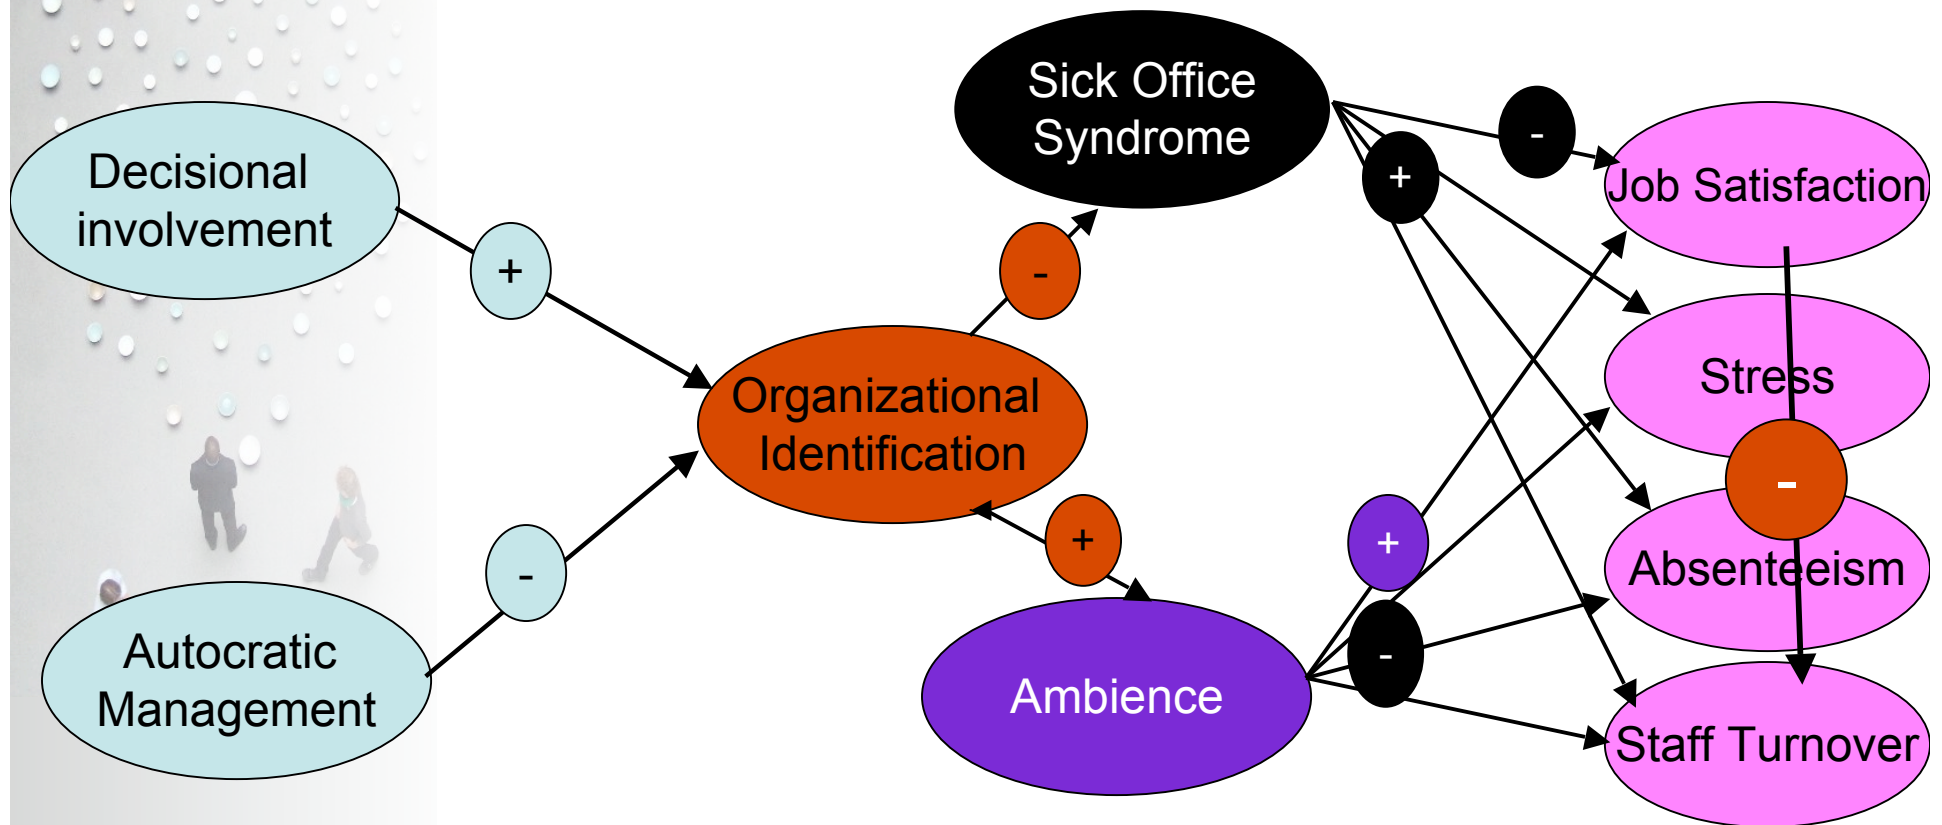 Sick Office
Syndrome
-
+
Job Satisfaction
Decisional
involvement
+
-
Organizational
Identification
Stress
-
+
+
-
Absenteeism
-
Autocratic
Management
Ambience
-
Staff Turnover